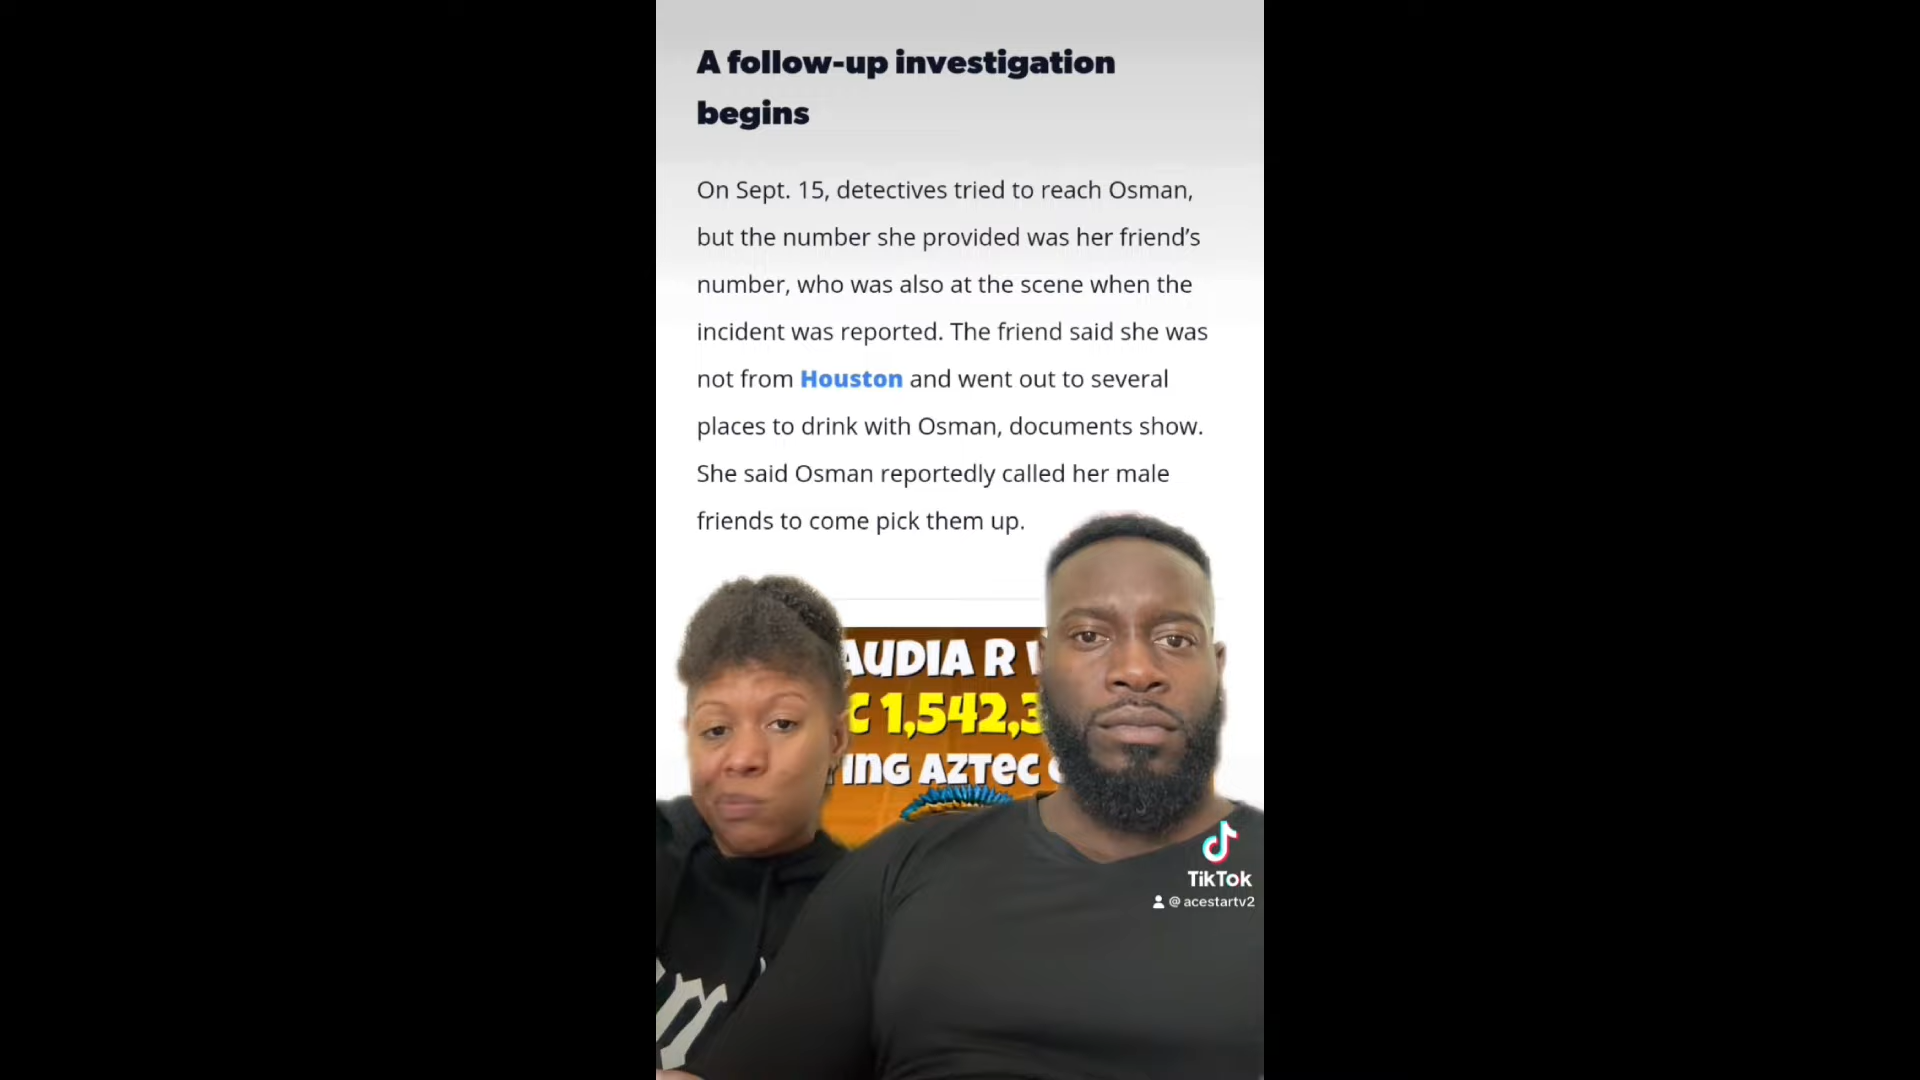 A follow-up investigation
begins
On Sept. 15, detectives tried to reach Osman,
but the number she provided was her friend's
number, who was also at the scene when the
incident was reported. The friend said she was
not from Houston and went out to several
places to drink with Osman, documents show.
She said Osman reportedly called her male
friends to come pick them up.
AUDIA R
C 1,542,3
ING AZTEC
TikTok
@ acestartv2